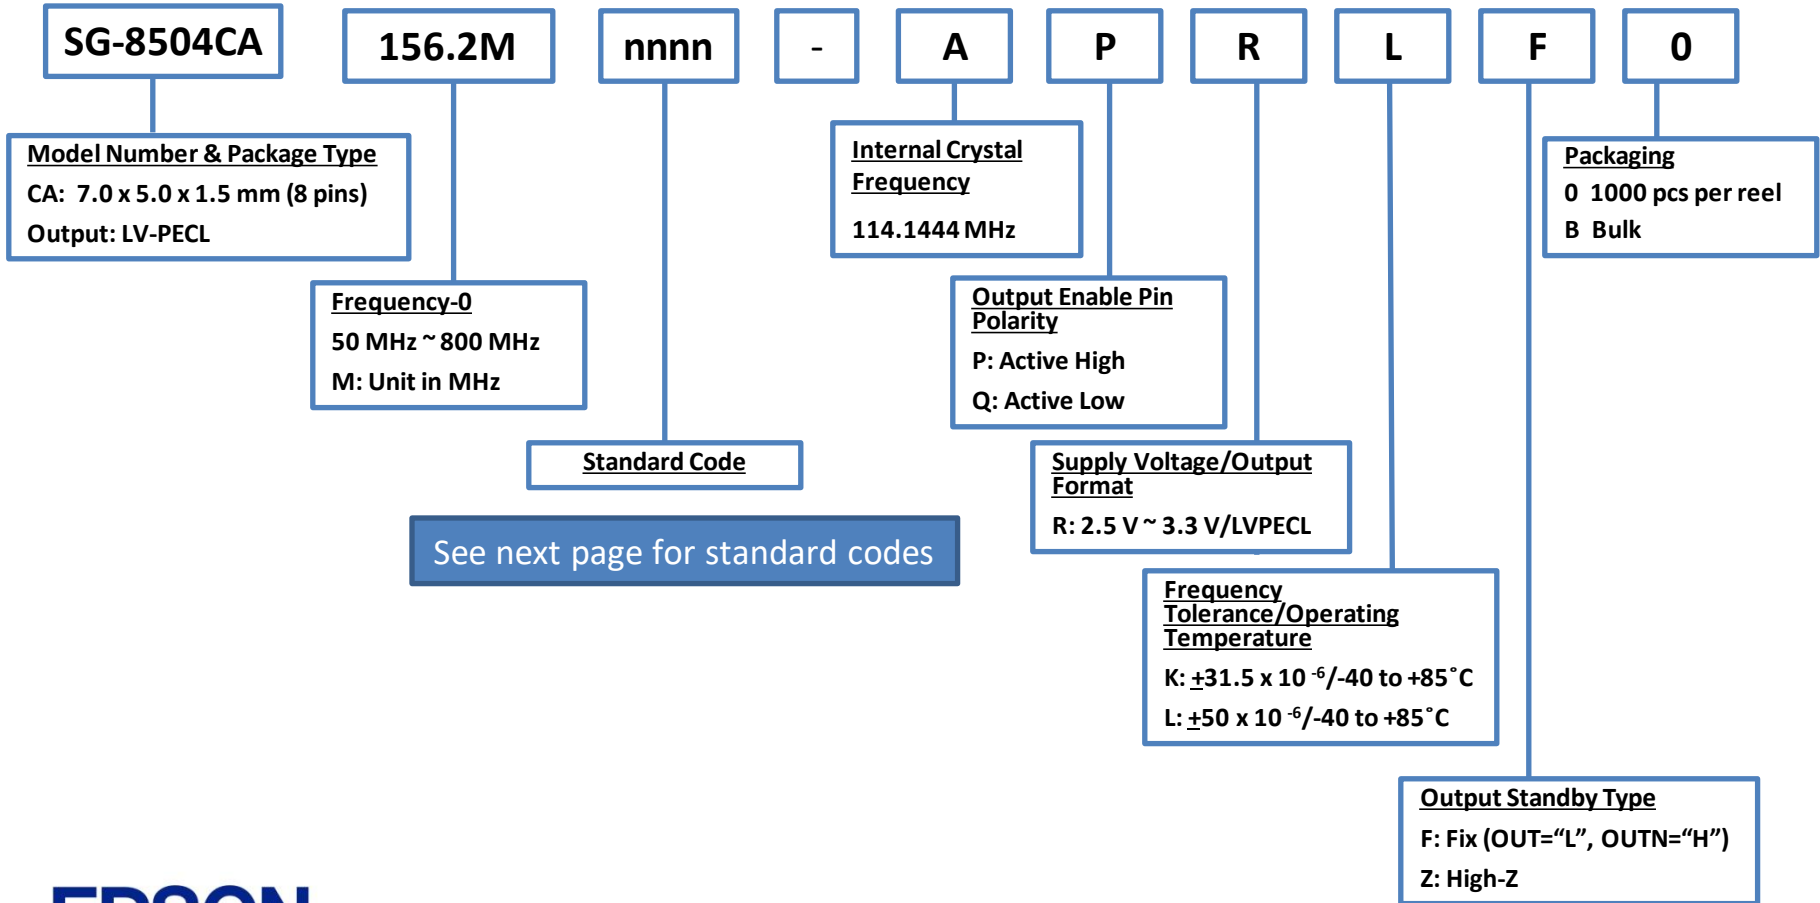 SG-8504CA
156.2M
nnnn
-
A
P
R
L
F
0
Model Number & Package Type
CA: 7.0 x 5.0 x 1.5 mm (8 pins)
Output: LV-PECL
Frequency-0
50 MHz ~ 800 MHz
M: Unit in MHz
Standard Code
See next page for standard codes
Internal Crystal
Frequency
114.1444 MHz
Output Enable Pin
Polarity
P: Active High
Q: Active Low
Supply Voltage/Output
Format
R: 2.5 V ~ 3.3 V/LVPECL
Frequency
Tolerance/Operating
Temperature
K: ±31.5 x 10 ⁻⁶/-40 to +85˚C
L: ±50 x 10 ⁻⁶/-40 to +85˚C
Output Standby Type
F: Fix (OUT=“L”, OUTN=“H”)
Z: High-Z
Packaging
0 1000 pcs per reel
B Bulk
EPSON